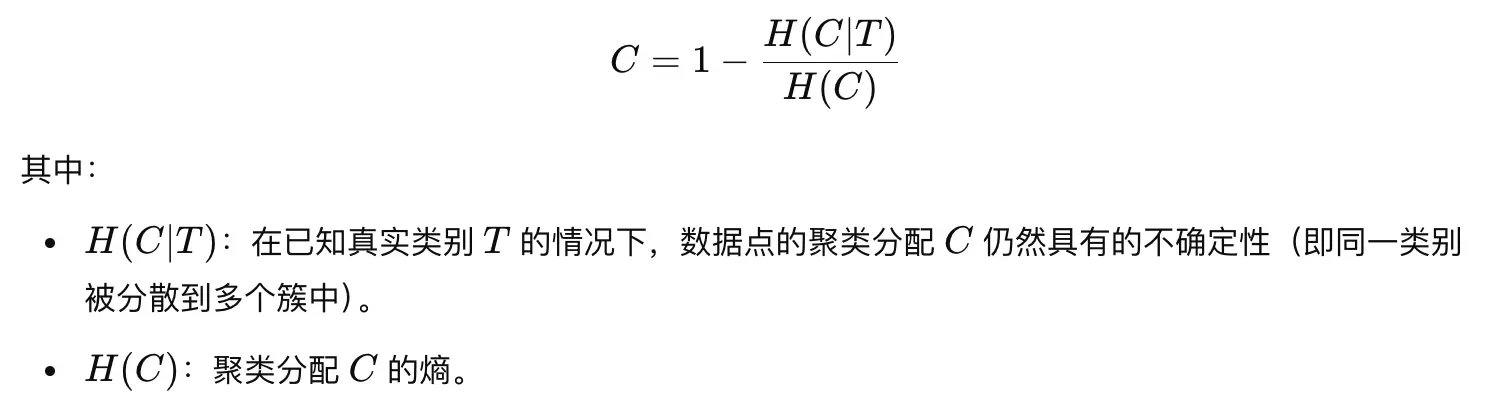 C = 1 − H(C|T) / H(C)
其中：
• H(C|T)：在已知真实类别 T 的情况下，数据点的聚类分配 C 仍然具有的不确定性（即同一类别
被分散到多个簇中）。
• H(C)：聚类分配 C 的熵。